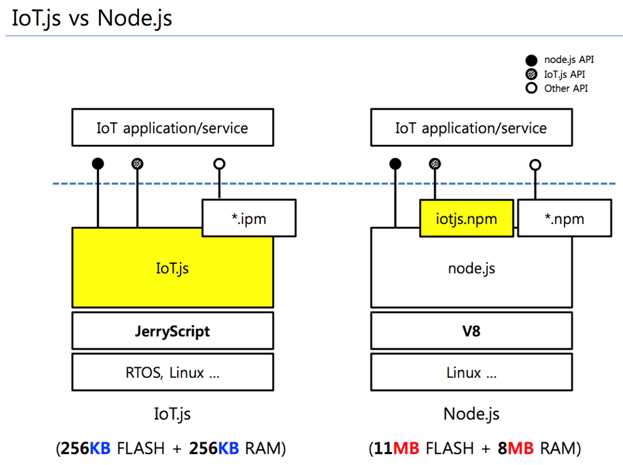 IoT.js vs Node.js
node.js API
IoT.js API
Other API
IoT application/service
*.ipm
IoT.js
JerryScript
RTOS, Linux ...
IoT.js
(256KB FLASH + 256KB RAM)
IoT application/service
iotjs.npm
*.npm
node.js
V8
Linux ...
Node.js
(11MB FLASH + 8MB RAM)